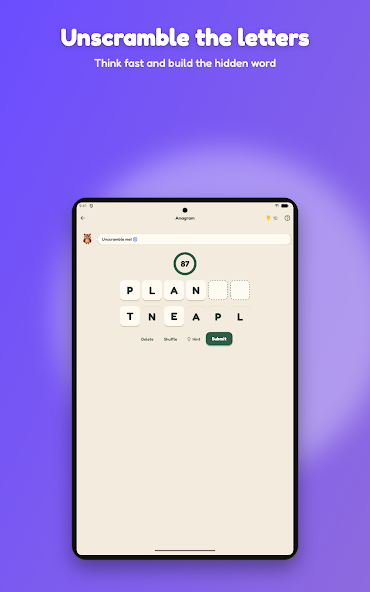 Unscramble the letters
Think fast and build the hidden word
Anagram
Unscramble me!
87
P L A N
T N E A P L
Delete Shuffle Hint Submit